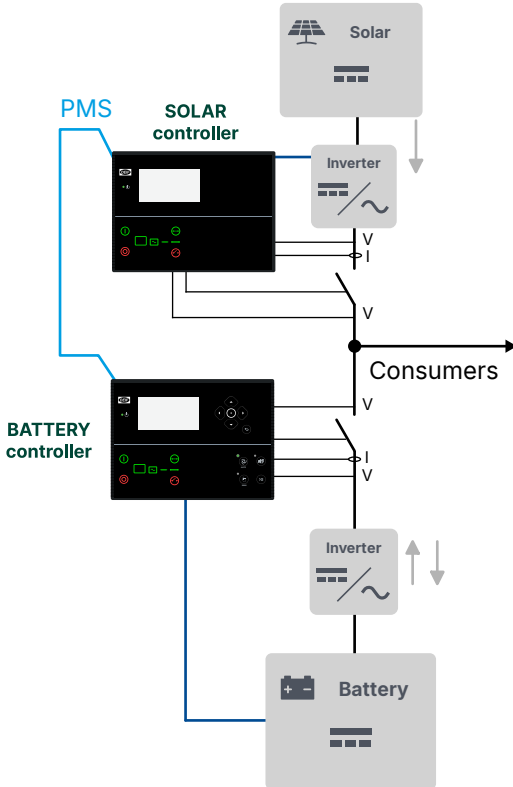 Solar
PMS
SOLAR
controller
Inverter
V
I
V
Consumers
V
BATTERY
controller
I
V
Inverter
Battery